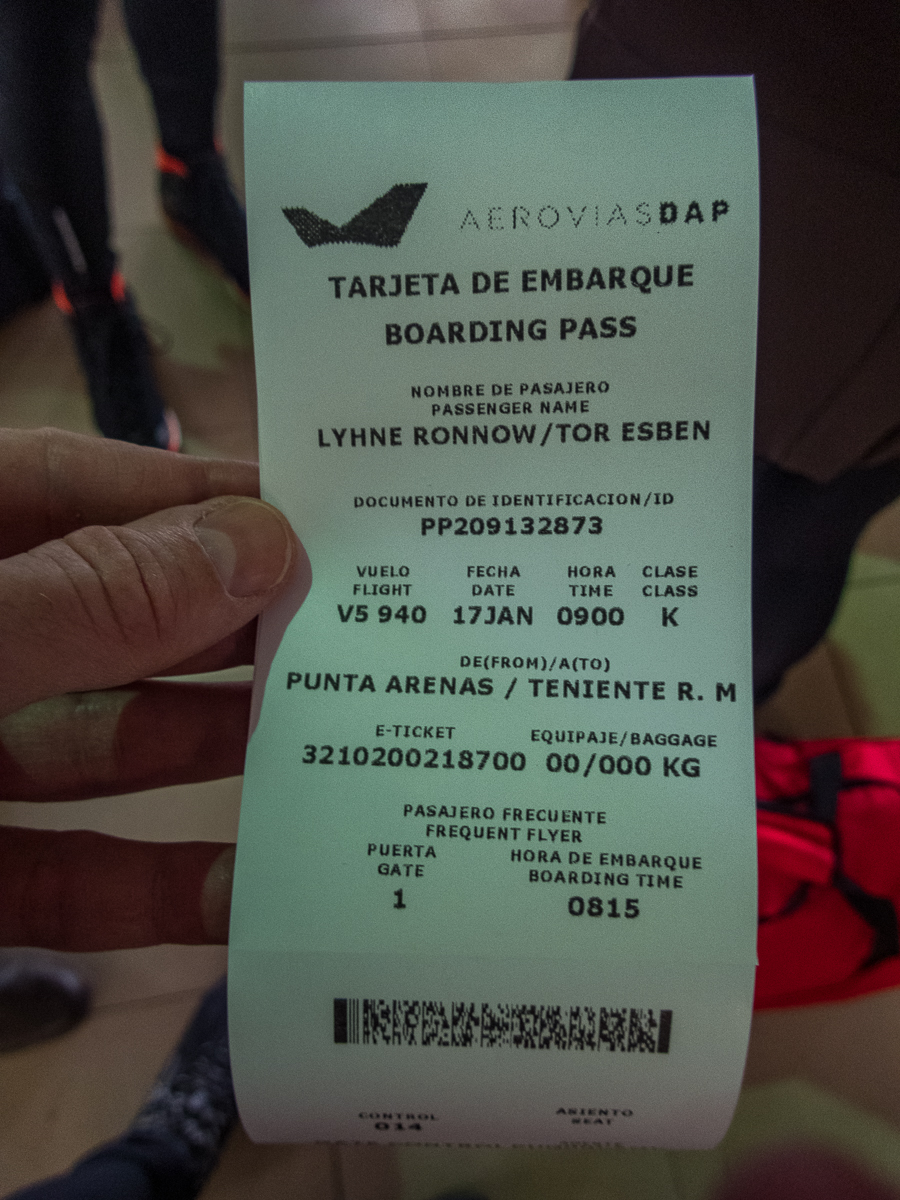 AEROVIASDAP
TARJETA DE EMBARQUE
BOARDING PASS
NOMBRE DE PASAJERO
PASSENGER NAME
LYHNE RONNOW/TOR ESBEN
DOCUMENTO DE IDENTIFICACION/ID
PP209132873
VUELO FECHA HORA CLASE
FLIGHT DATE TIME CLASS
V5 940 17JAN 0900 K
DE(FROM)/A(TO)
PUNTA ARENAS / TENIENTE R. M
E-TICKET EQUIPAJE/BAGGAGE
3210200218700 00/000 KG
PASAJERO FRECUENTE
FREQUENT FLYER
PUERTA HORA DE EMBARQUE
GATE BOARDING TIME
1 0815
CONTROL ASIENTO
014 SEAT